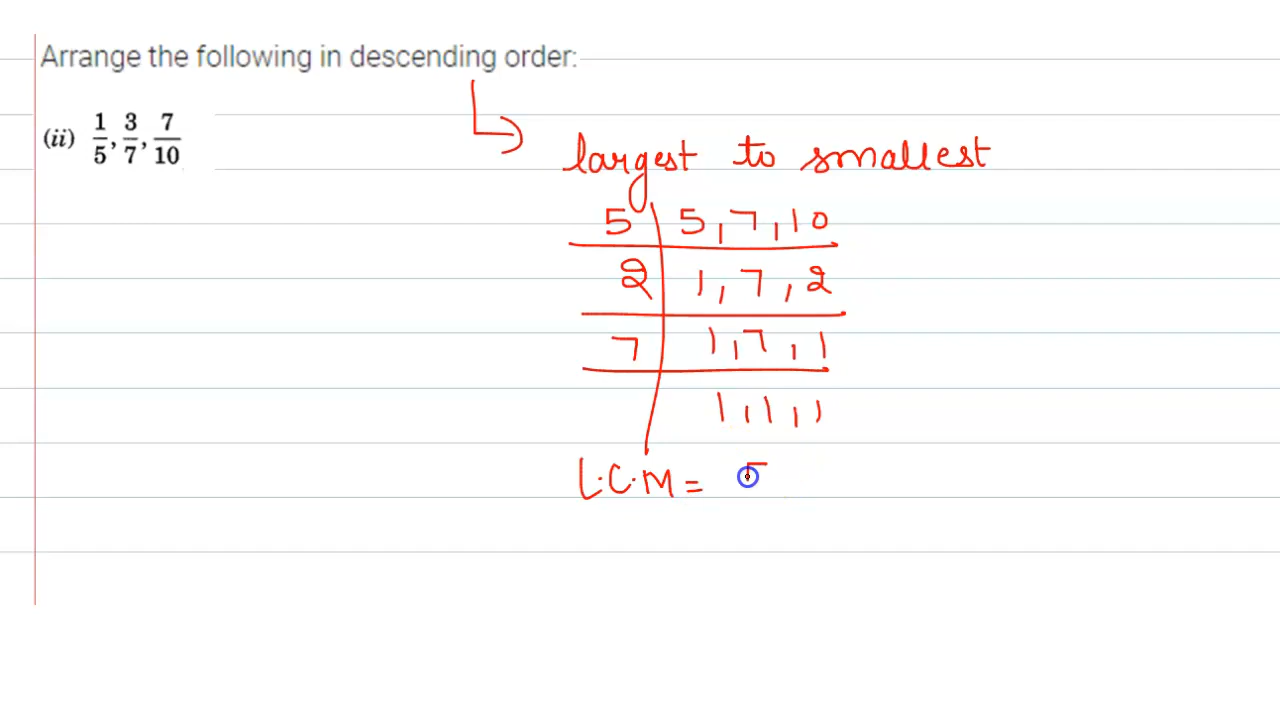 Arrange the following in descending order:
(ii) 1/5, 3/7, 7/10
largest to smallest
5 | 5, 7, 10
2 | 1, 7, 2
7 | 1, 7, 1
1, 1, 1
L.C.M = 5